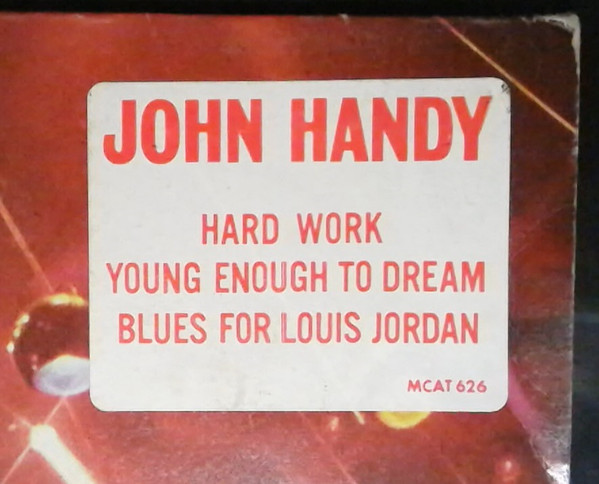 JOHN HANDY
HARD WORK
YOUNG ENOUGH TO DREAM
BLUES FOR LOUIS JORDAN
MCAT 626